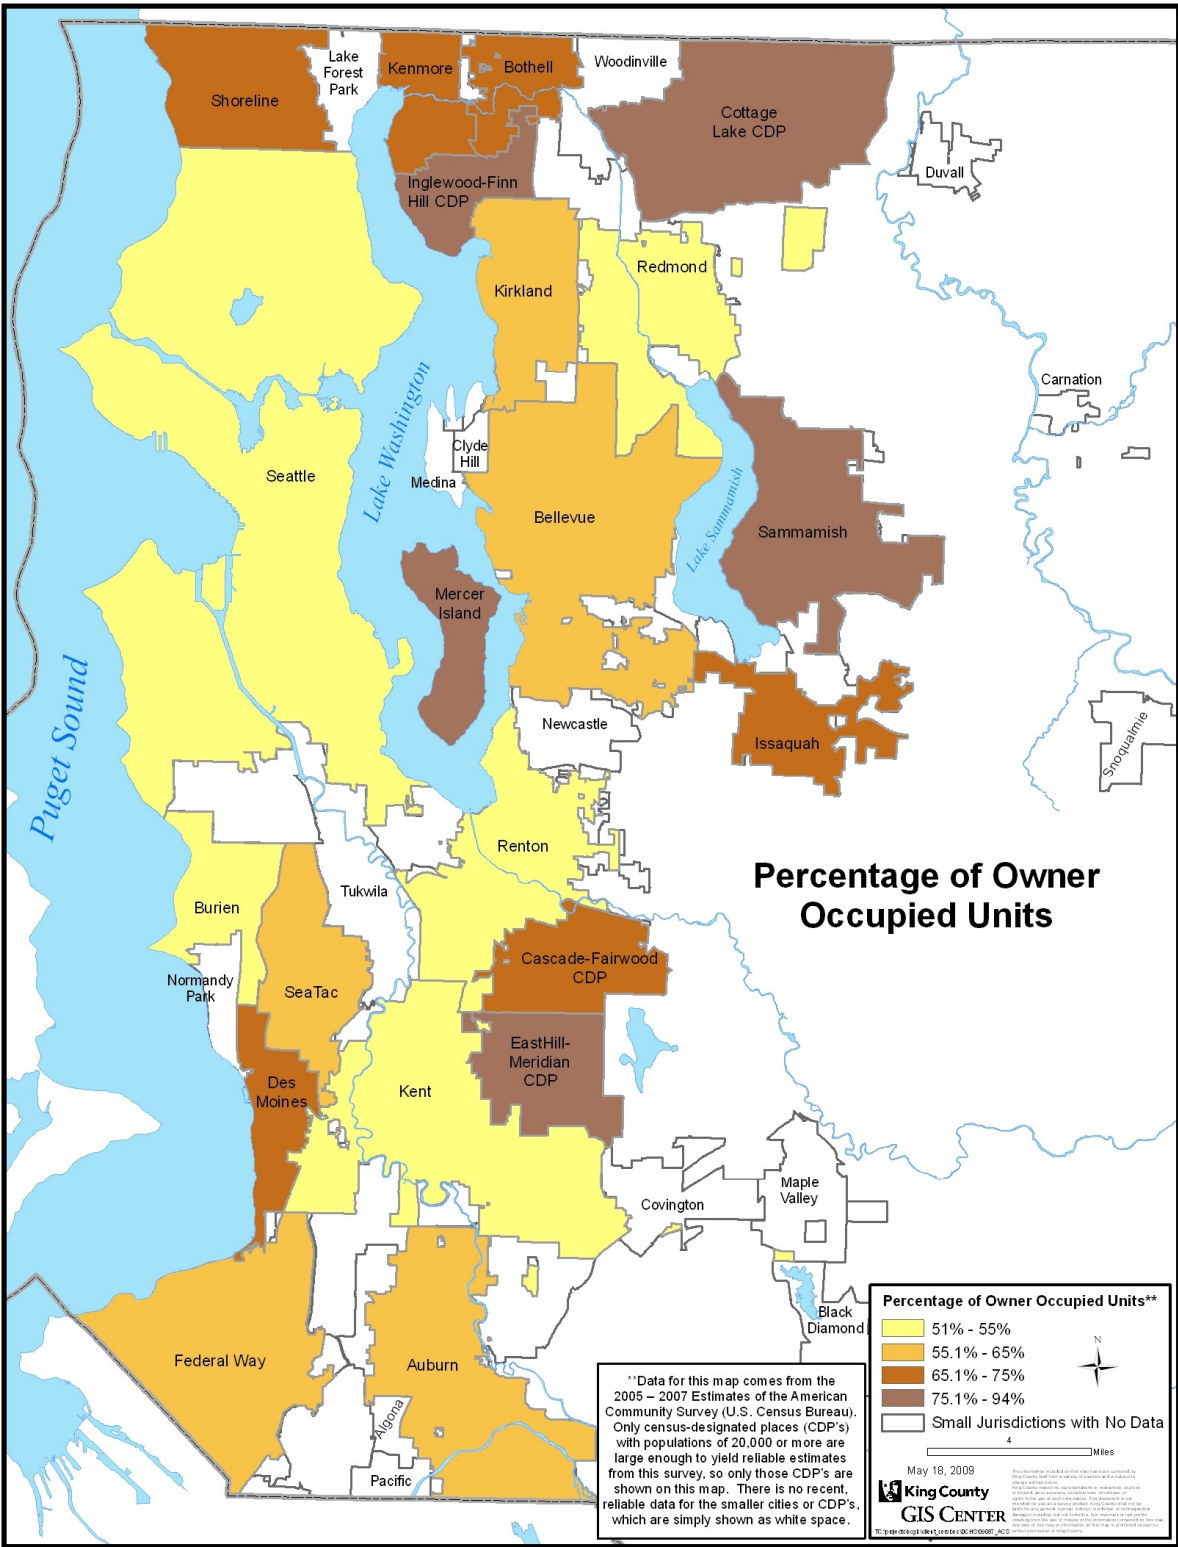 Lake
Forest
Park
Kenmore
Bothell
Woodinville
Shoreline
Cottage
Lake CDP
Duvall
Inglewood-Finn
Hill CDP
Redmond
Kirkland
Carnation
Lake Washington
Clyde
Hill
Medina
Seattle
Bellevue
Lake Sammamish
Sammamish
Mercer
Island
Puget Sound
Newcastle
Issaquah
Snoqualmie
Renton
Percentage of Owner
Occupied Units
Tukwila
Burien
Normandy
Park
SeaTac
Cascade-Fairwood
CDP
EastHill-
Meridian
CDP
Des
Moines
Kent
Maple
Valley
Covington
Black
Diamond
Federal Way
Auburn
Algona
Pacific
**Data for this map comes from the
2005 – 2007 Estimates of the American
Community Survey (U.S. Census Bureau).
Only census-designated places (CDP's)
with populations of 20,000 or more are
large enough to yield reliable estimates
from this survey, so only those CDP's are
shown on this map. There is no recent,
reliable data for the smaller cities or CDP's,
which are simply shown as white space.
Percentage of Owner Occupied Units**
51% - 55%
55.1% - 65%
65.1% - 75%
75.1% - 94%
Small Jurisdictions with No Data
N
4
Miles
May 18, 2009
King County
GIS CENTER